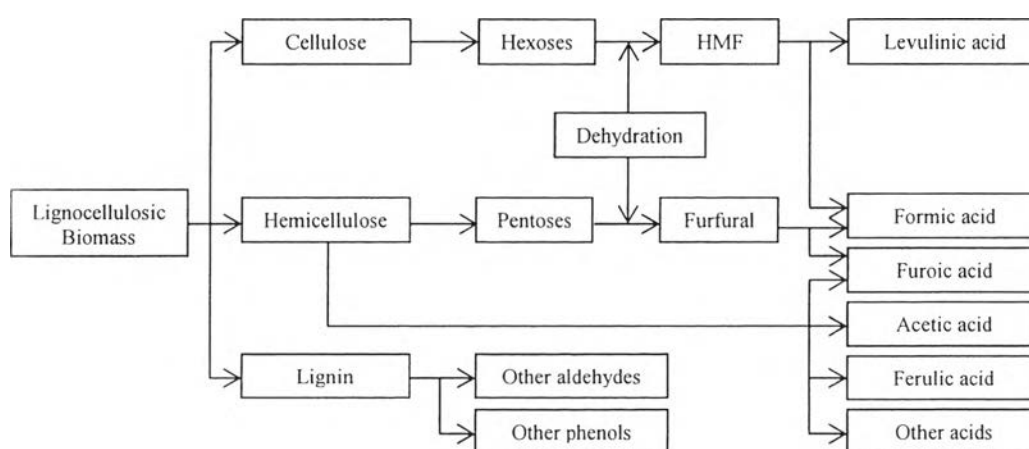 Cellulose
Hexoses
HMF
Levulinic acid
Dehydration
Lignocellulosic
Biomass
Hemicellulose
Pentoses
Furfural
Formic acid
Furoic acid
Acetic acid
Lignin
Other aldehydes
Ferulic acid
Other phenols
Other acids